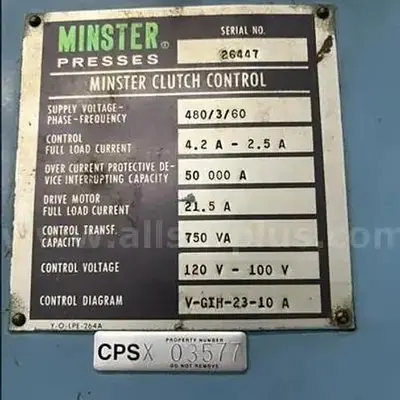 MINSTER®
PRESSES
SERIAL NO.
26447
MINSTER CLUTCH CONTROL
SUPPLY VOLTAGE-
PHASE-FREQUENCY
480/3/60
CONTROL
FULL LOAD CURRENT
4.2 A - 2.5 A
OVER CURRENT PROTECTIVE DE-
VICE INTERRUPTING CAPACITY
50 000 A
DRIVE MOTOR
FULL LOAD CURRENT
21.5 A
CONTROL TRANSF.
CAPACITY
750 VA
CONTROL VOLTAGE
120 V - 100 V
CONTROL DIAGRAM
V-GIH-23-10 A
Y-O-LPE-264A
PROPERTY NUMBER
CPSX 03577
DO NOT REMOVE